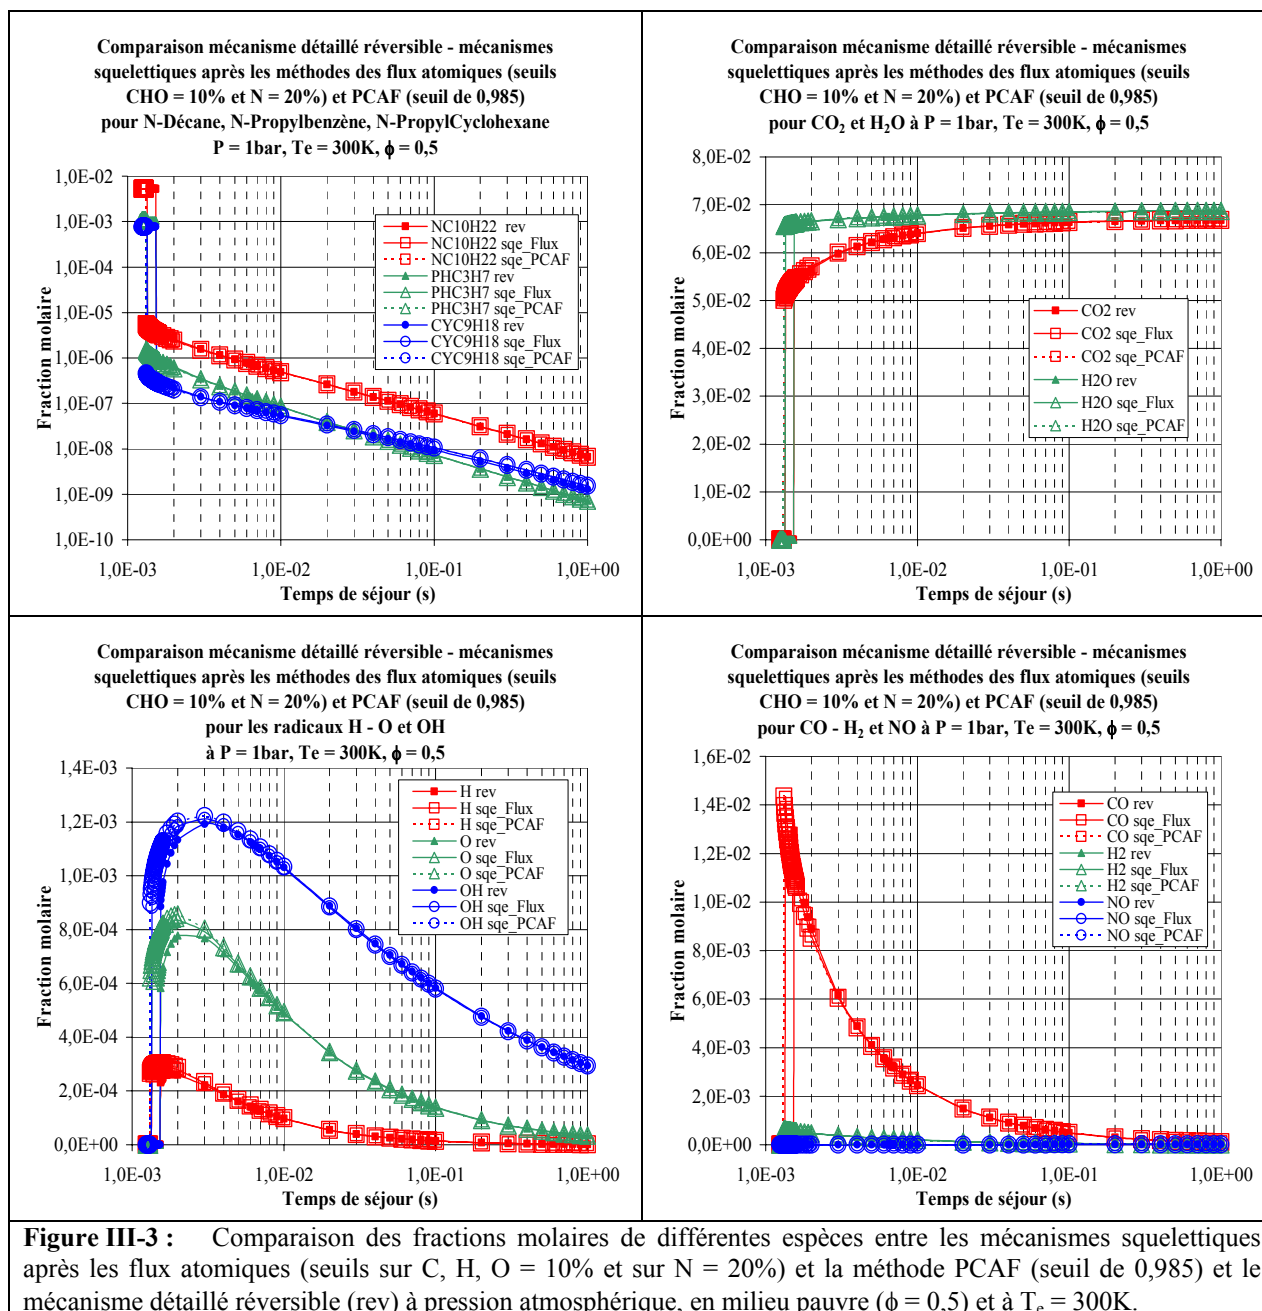 Comparaison mécanisme détaillé réversible - mécanismes
squelettiques après les méthodes des flux atomiques (seuils
CHO = 10% et N = 20%) et PCAF (seuil de 0,985)
pour N-Décane, N-Propylbenzène, N-PropylCyclohexane
P = 1bar, Te = 300K, ϕ = 0,5
1,0E-02
1,0E-03
1,0E-04
1,0E-05
1,0E-06
1,0E-07
1,0E-08
1,0E-09
1,0E-10
Fraction molaire
NC10H22 rev
NC10H22 sqe_Flux
NC10H22 sqe_PCAF
PHC3H7 rev
PHC3H7 sqe_Flux
PHC3H7 sqe_PCAF
CYC9H18 rev
CYC9H18 sqe_Flux
CYC9H18 sqe_PCAF
1,0E-03 1,0E-02 1,0E-01 1,0E+00
Temps de séjour (s)
Comparaison mécanisme détaillé réversible - mécanismes
squelettiques après les méthodes des flux atomiques (seuils
CHO = 10% et N = 20%) et PCAF (seuil de 0,985)
pour CO₂ et H₂O à P = 1bar, Te = 300K, ϕ = 0,5
8,0E-02
7,0E-02
6,0E-02
5,0E-02
4,0E-02
3,0E-02
2,0E-02
1,0E-02
0,0E+00
Fraction molaire
CO2 rev
CO2 sqe_Flux
CO2 sqe_PCAF
H2O rev
H2O sqe_Flux
H2O sqe_PCAF
1,0E-03 1,0E-02 1,0E-01 1,0E+00
Temps de séjour (s)
Comparaison mécanisme détaillé réversible - mécanismes
squelettiques après les méthodes des flux atomiques (seuils
CHO = 10% et N = 20%) et PCAF (seuil de 0,985)
pour les radicaux H - O et OH
à P = 1bar, Te = 300K, ϕ = 0,5
1,4E-03
1,2E-03
1,0E-03
8,0E-04
6,0E-04
4,0E-04
2,0E-04
0,0E+00
Fraction molaire
H rev
H sqe_Flux
H sqe_PCAF
O rev
O sqe_Flux
O sqe_PCAF
OH rev
OH sqe_Flux
OH sqe_PCAF
1,0E-03 1,0E-02 1,0E-01 1,0E+00
Temps de séjour (s)
Comparaison mécanisme détaillé réversible - mécanismes
squelettiques après les méthodes des flux atomiques (seuils
CHO = 10% et N = 20%) et PCAF (seuil de 0,985)
pour CO - H₂ et NO à P = 1bar, Te = 300K, ϕ = 0,5
1,6E-02
1,4E-02
1,2E-02
1,0E-02
8,0E-03
6,0E-03
4,0E-03
2,0E-03
0,0E+00
Fraction molaire
CO rev
CO sqe_Flux
CO sqe_PCAF
H2 rev
H2 sqe_Flux
H2 sqe_PCAF
NO rev
NO sqe_Flux
NO sqe_PCAF
1,0E-03 1,0E-02 1,0E-01 1,0E+00
Temps de séjour (s)
Figure III-3 : Comparaison des fractions molaires de différentes espèces entre les mécanismes squelettiques
après les flux atomiques (seuils sur C, H, O = 10% et sur N = 20%) et la méthode PCAF (seuil de 0,985) et le
mécanisme détaillé réversible (rev) à pression atmosphérique, en milieu pauvre (ϕ = 0,5) et à Tₑ = 300K.